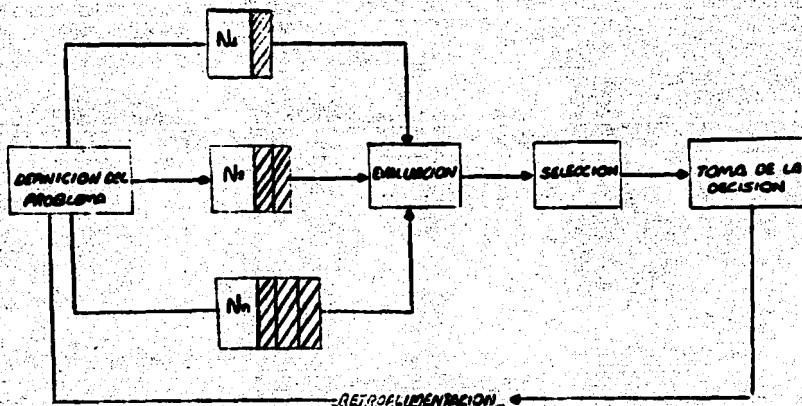 N1
DEFINICION DEL
PROBLEMA
N2
EVALUACION
SELECCION
TOMA DE LA
DECISION
Nn
RETROALIMENTACION